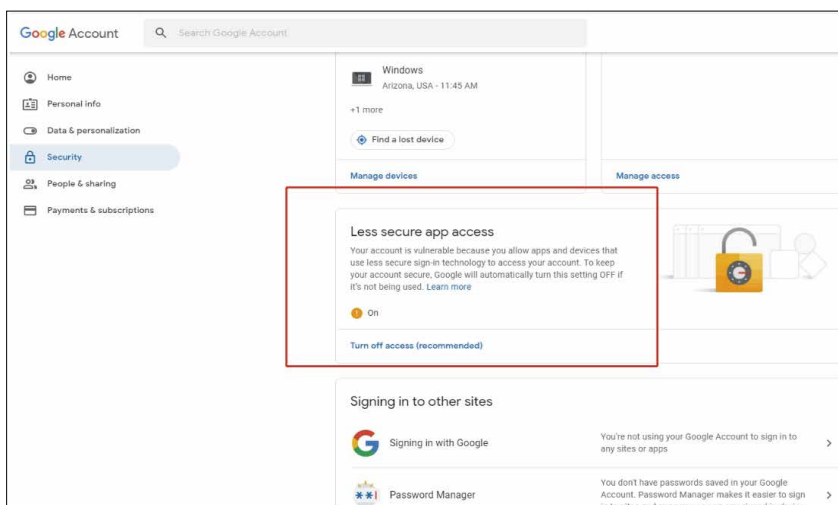 Google Account
Search Google Account
Home
Personal info
Data & personalization
Security
People & sharing
Payments & subscriptions
Windows
Arizona, USA - 11:45 AM
+1 more
Find a lost device
Manage devices
Manage access
Less secure app access
Your account is vulnerable because you allow apps and devices that
use less secure sign-in technology to access your account. To keep
your account secure, Google will automatically turn this setting OFF if
it's not being used. Learn more
On
Turn off access (recommended)
Signing in to other sites
Signing in with Google
You're not using your Google Account to sign in to
any sites or apps
Password Manager
You don't have passwords saved in your Google
Account. Password Manager makes it easier to sign